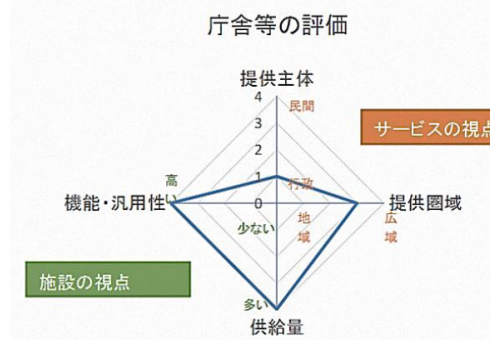 庁舎等の評価
提供主体
4
民間
3
サービスの視点
2
高い
1
行政
機能・汎用性
0
提供圏域
少ない
地域
広域
施設の視点
多い
供給量